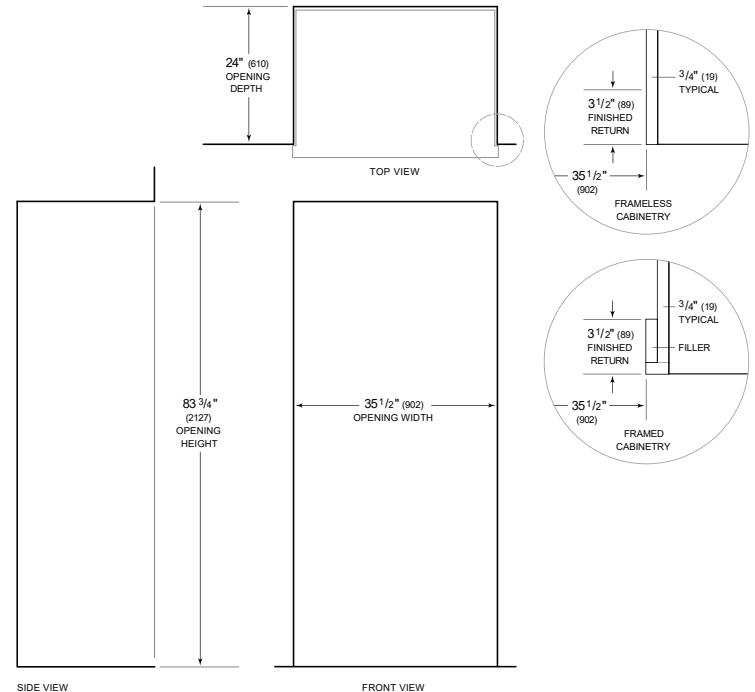 24" (610)
OPENING
DEPTH
TOP VIEW
3/4" (19)
TYPICAL
3 1/2" (89)
FINISHED
RETURN
35 1/2"
(902)
FRAMELESS
CABINETRY
3/4" (19)
TYPICAL
3 1/2" (89)
FINISHED
RETURN
FILLER
35 1/2"
(902)
FRAMED
CABINETRY
83 3/4"
(2127)
OPENING
HEIGHT
35 1/2" (902)
OPENING WIDTH
SIDE VIEW
FRONT VIEW